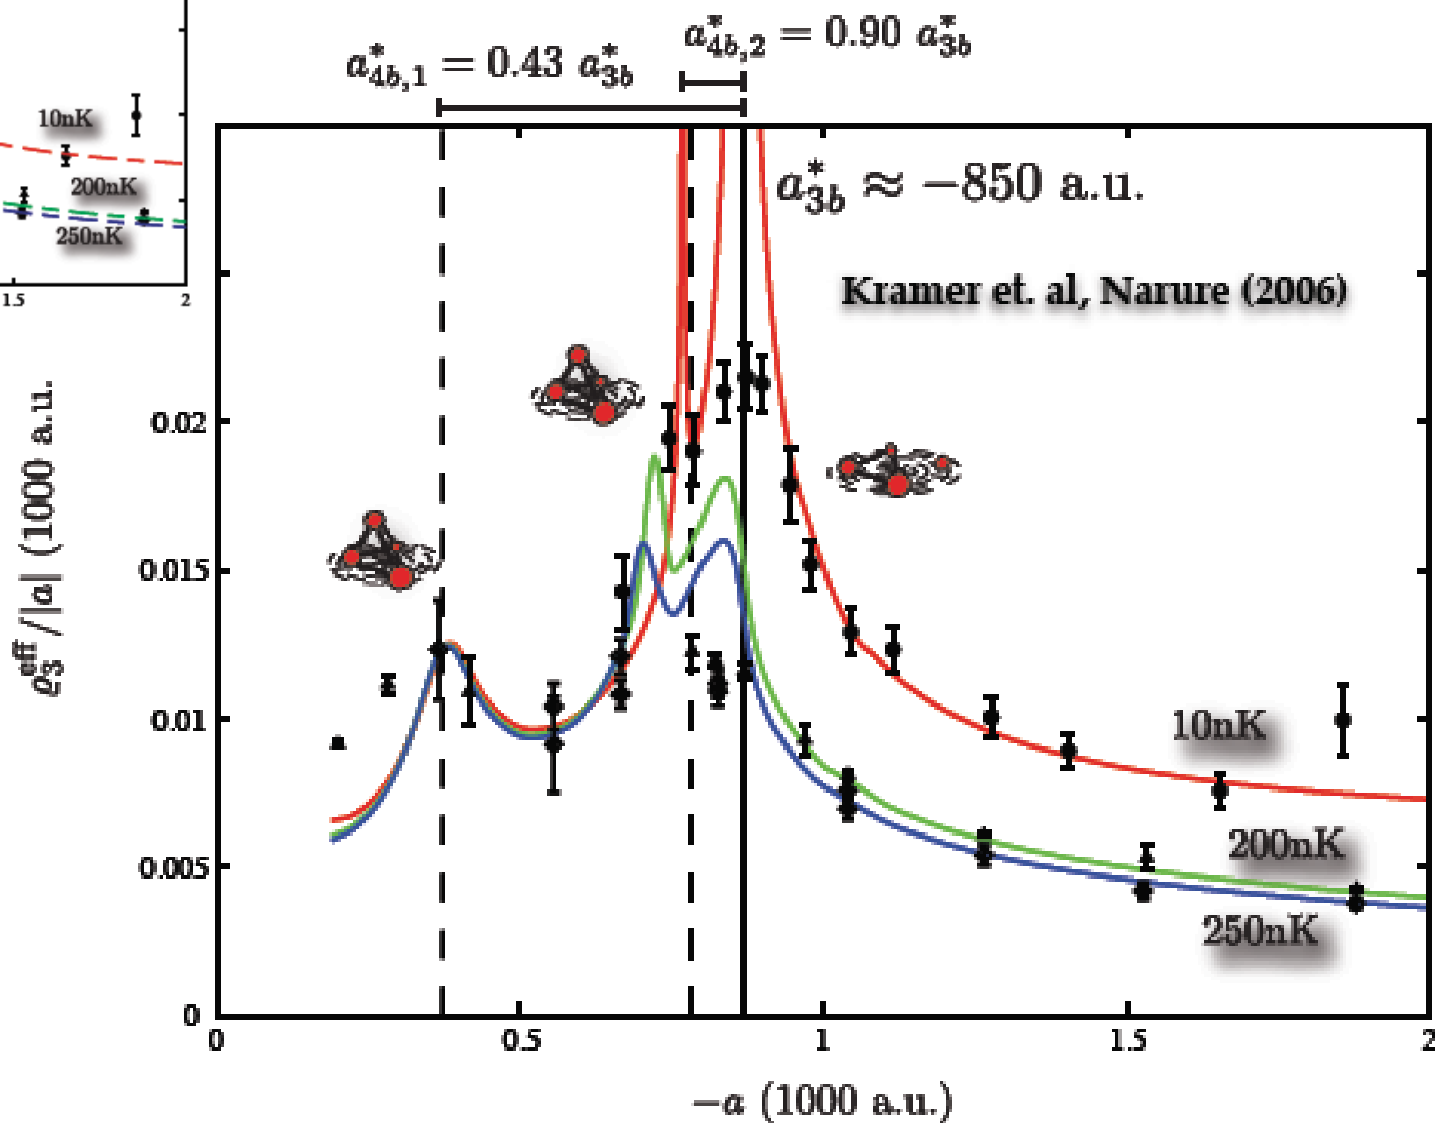 a*4b,1 = 0.43 a*3b
a*4b,2 = 0.90 a*3b
10nK
200nK
250nK
1.5
2
a*3b ≈ −850 a.u.
Kramer et. al, Narure (2006)
ϱ3eff/|a| (1000 a.u.
0.02
0.015
0.01
0.005
0
10nK
200nK
250nK
0
0.5
1
1.5
2
−a (1000 a.u.)